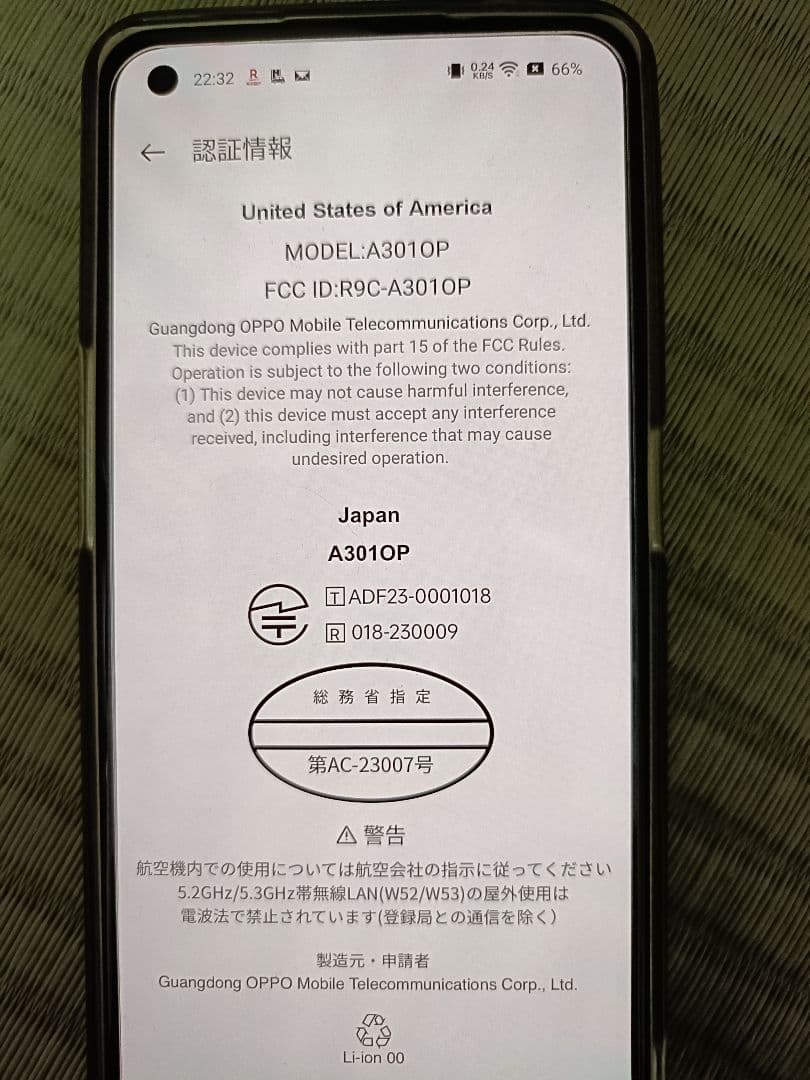 22:32 R 0.24 KB/S 66%
← 認証情報
United States of America
MODEL:A301OP
FCC ID:R9C-A301OP
Guangdong OPPO Mobile Telecommunications Corp., Ltd.
This device complies with part 15 of the FCC Rules.
Operation is subject to the following two conditions:
(1) This device may not cause harmful interference,
and (2) this device must accept any interference
received, including interference that may cause
undesired operation.
Japan
A301OP
T ADF23-0001018
R 018-230009
総務省指定
第AC-23007号
⚠ 警告
航空機内での使用については航空会社の指示に従ってください
5.2GHz/5.3GHz帯無線LAN(W52/W53)の屋外使用は
電波法で禁止されています(登録局との通信を除く)
製造元・申請者
Guangdong OPPO Mobile Telecommunications Corp., Ltd.
Li-ion 00